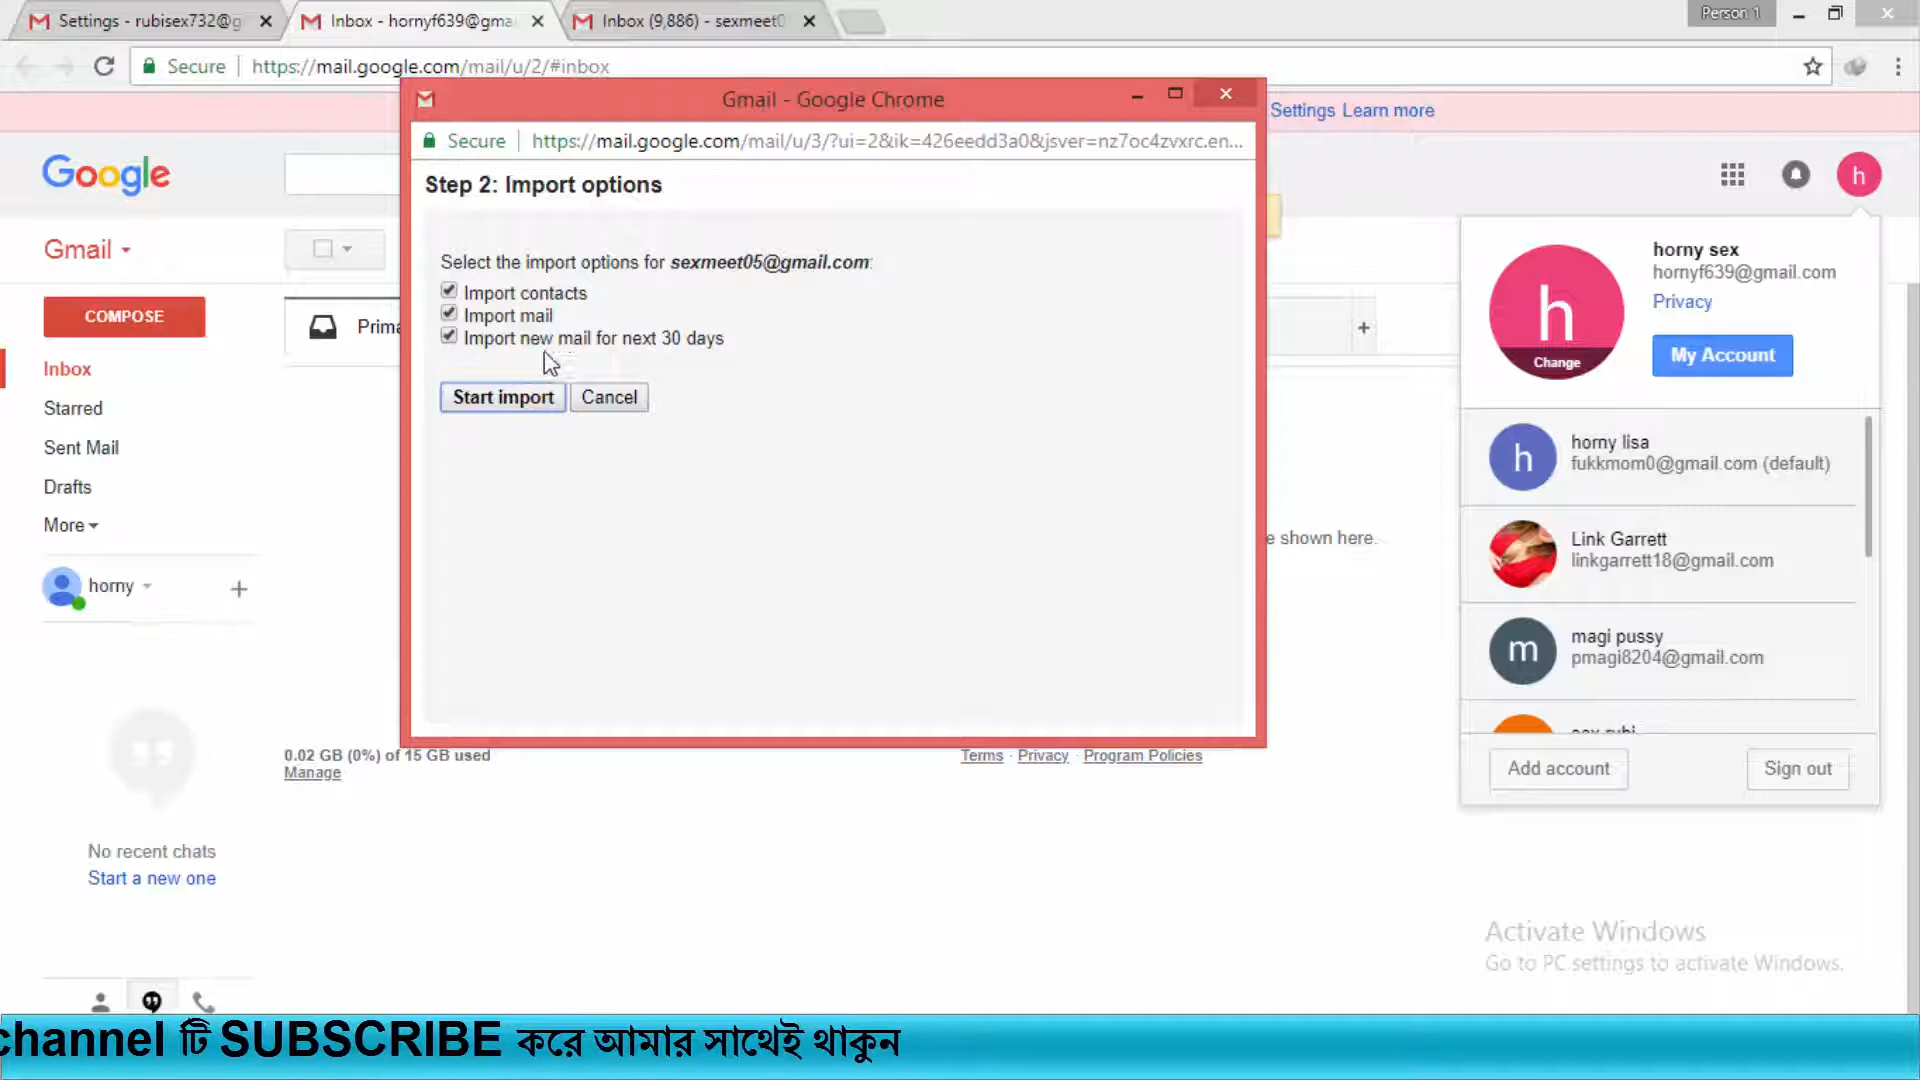 Settings - rubisex732@g
Inbox - hornyf639@gmai
Inbox (9,886) - sexmeet0
Person 1
Secure
https://mail.google.com/mail/u/2/#inbox
Gmail - Google Chrome
Settings Learn more
Secure
https://mail.google.com/mail/u/3/?ui=2&ik=426eedd3a0&jsver=nz7oc4zvxrc.en...
Google
Step 2: Import options
h
Gmail
Select the import options for sexmeet05@gmail.com:
Import contacts
Import mail
Import new mail for next 30 days
Start import
Cancel
COMPOSE
Prima
Inbox
Starred
Sent Mail
Drafts
More
horny
e shown here.
horny sex
hornyf639@gmail.com
Privacy
h
Change
My Account
h
horny lisa
fukkmom0@gmail.com (default)
Link Garrett
linkgarrett18@gmail.com
m
magi pussy
pmagi8204@gmail.com
sex rubi
Add account
Sign out
0.02 GB (0%) of 15 GB used
Manage
Terms · Privacy · Program Policies
No recent chats
Start a new one
Activate Windows
Go to PC settings to activate Windows.
channel টি SUBSCRIBE করে আমার সাথেই থাকুন